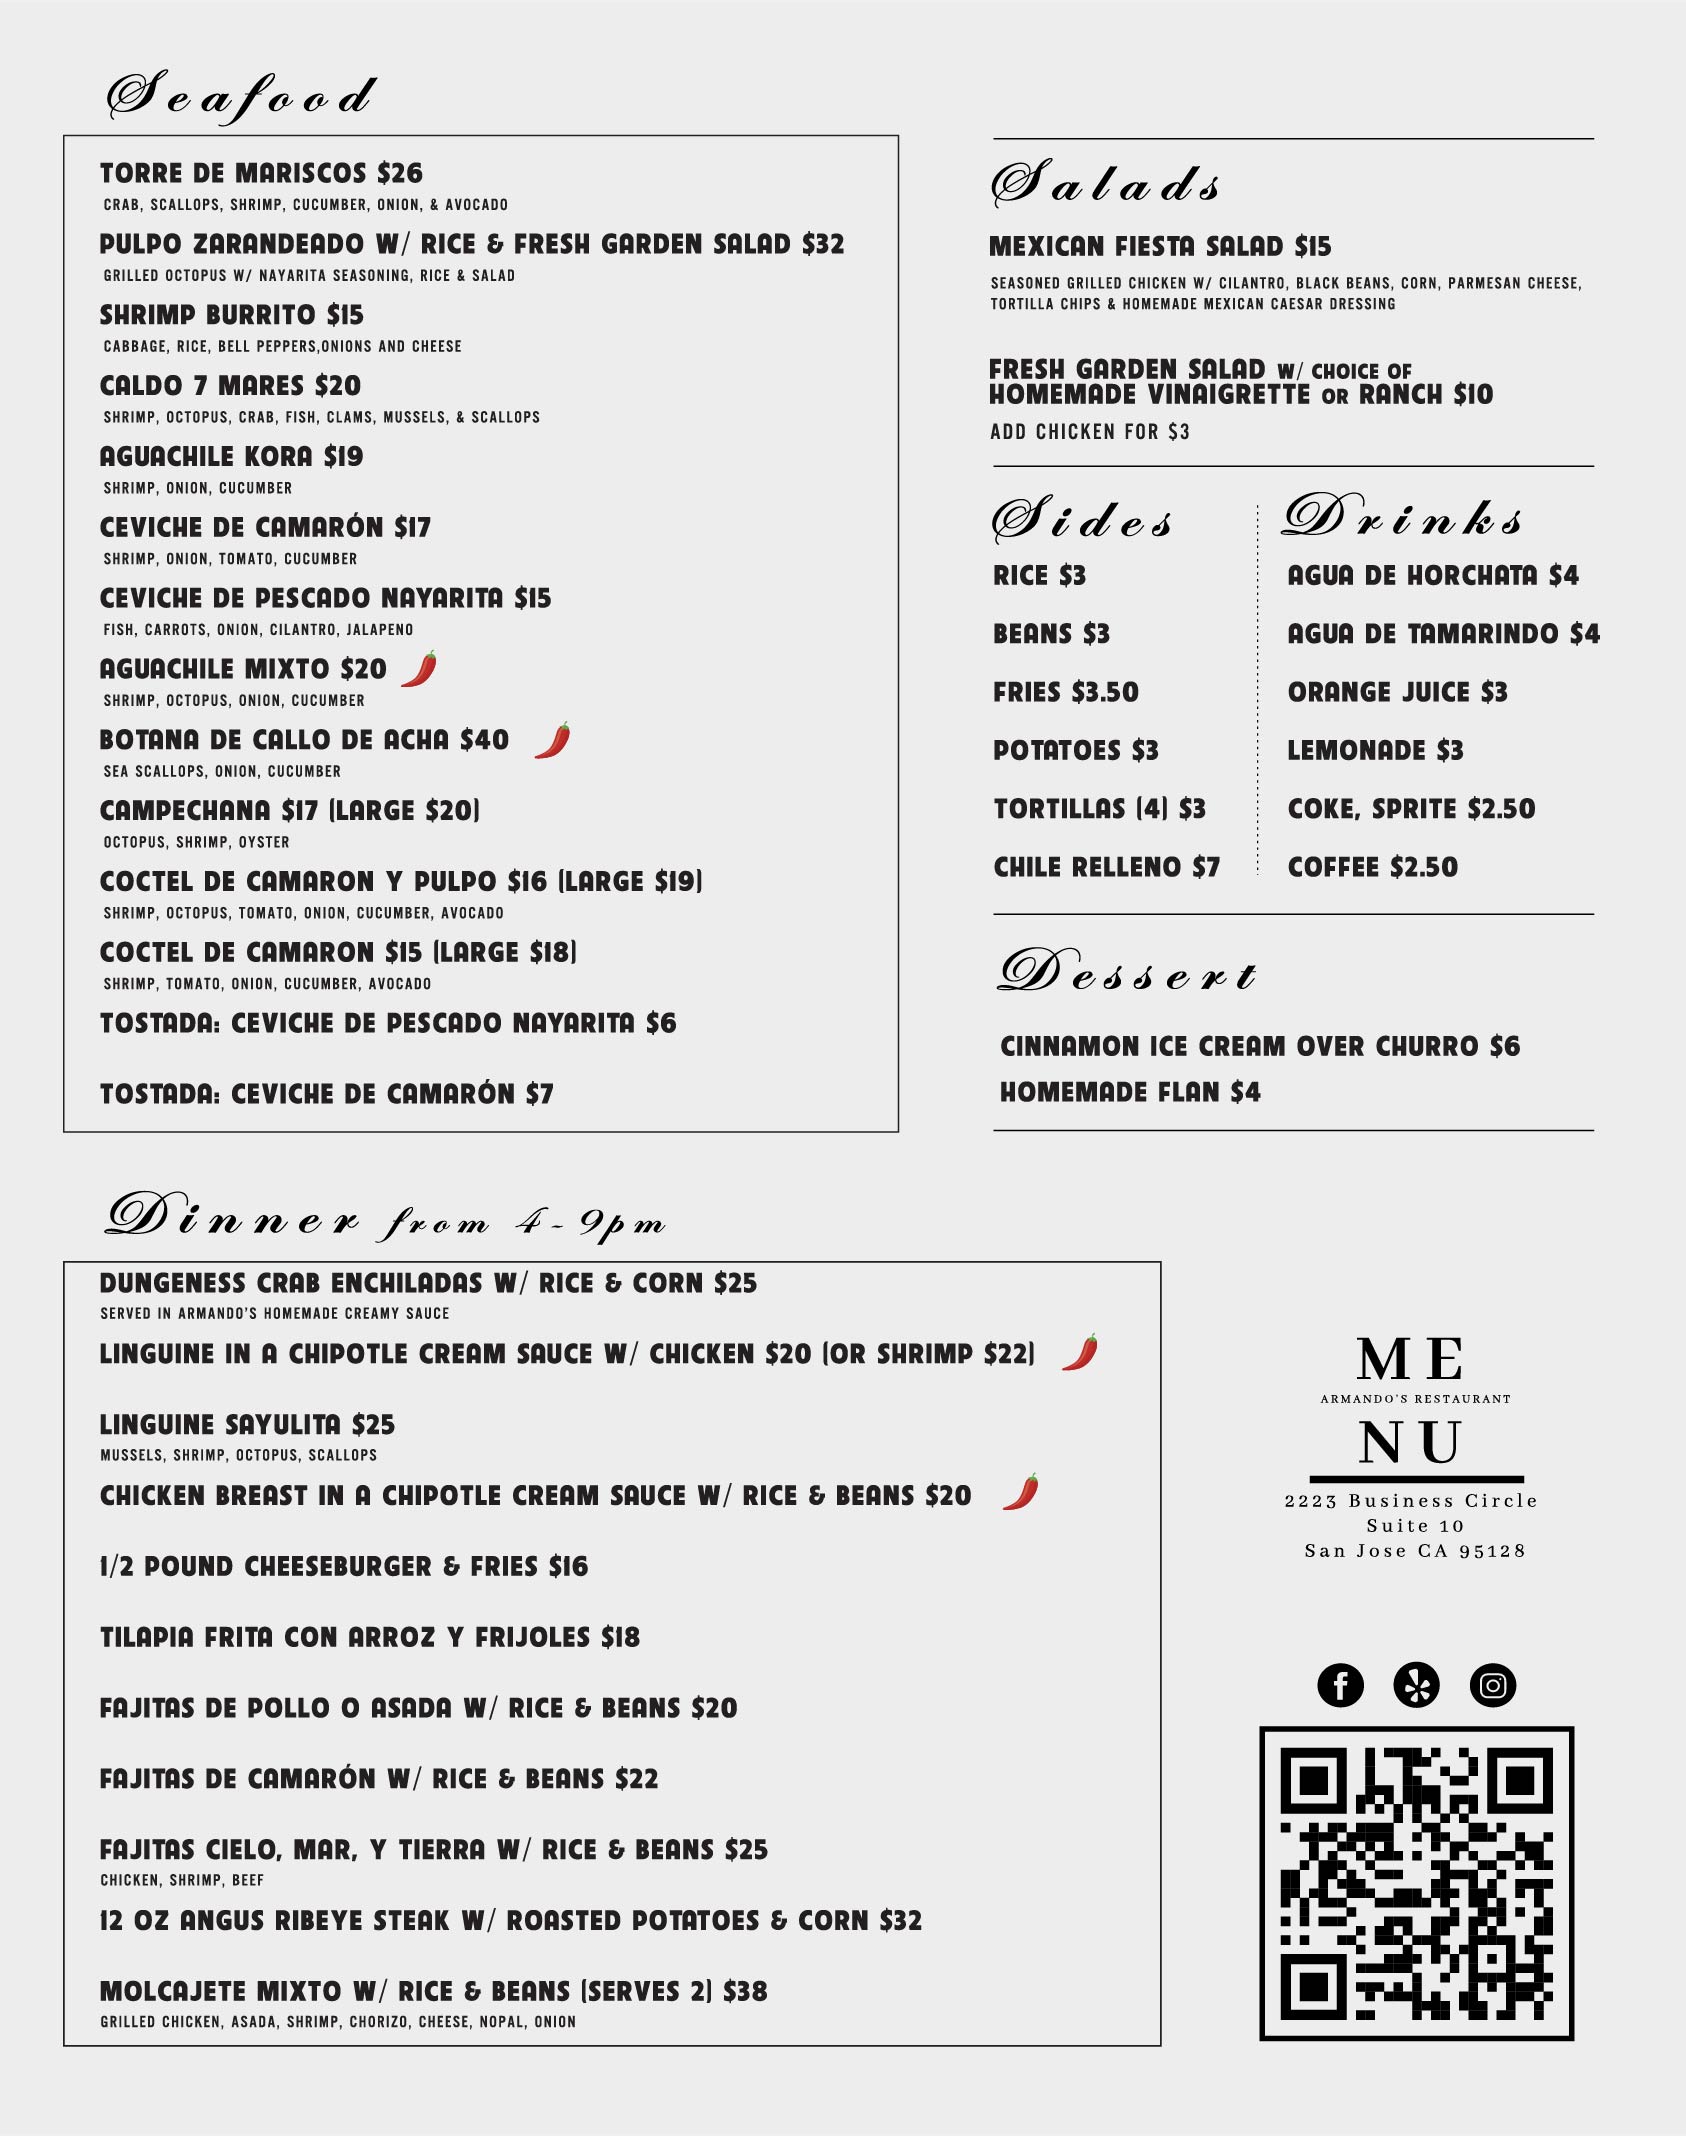 Seafood
TORRE DE MARISCOS $26
CRAB, SCALLOPS, SHRIMP, CUCUMBER, ONION, & AVOCADO
PULPO ZARANDEADO W/ RICE & FRESH GARDEN SALAD $32
GRILLED OCTOPUS W/ NAYARITA SEASONING, RICE & SALAD
SHRIMP BURRITO $15
CABBAGE, RICE, BELL PEPPERS,ONIONS AND CHEESE
CALDO 7 MARES $20
SHRIMP, OCTOPUS, CRAB, FISH, CLAMS, MUSSELS, & SCALLOPS
AGUACHILE KORA $19
SHRIMP, ONION, CUCUMBER
CEVICHE DE CAMARÓN $17
SHRIMP, ONION, TOMATO, CUCUMBER
CEVICHE DE PESCADO NAYARITA $15
FISH, CARROTS, ONION, CILANTRO, JALAPENO
AGUACHILE MIXTO $20
SHRIMP, OCTOPUS, ONION, CUCUMBER
BOTANA DE CALLO DE ACHA $40
SEA SCALLOPS, ONION, CUCUMBER
CAMPECHANA $17 (LARGE $20)
OCTOPUS, SHRIMP, OYSTER
COCTEL DE CAMARON Y PULPO $16 (LARGE $19)
SHRIMP, OCTOPUS, TOMATO, ONION, CUCUMBER, AVOCADO
COCTEL DE CAMARON $15 (LARGE $18)
SHRIMP, TOMATO, ONION, CUCUMBER, AVOCADO
TOSTADA: CEVICHE DE PESCADO NAYARITA $6
TOSTADA: CEVICHE DE CAMARÓN $7
Salads
MEXICAN FIESTA SALAD $15
SEASONED GRILLED CHICKEN W/ CILANTRO, BLACK BEANS, CORN, PARMESAN CHEESE,
TORTILLA CHIPS & HOMEMADE MEXICAN CAESAR DRESSING
FRESH GARDEN SALAD W/ CHOICE OF
HOMEMADE VINAIGRETTE OR RANCH $10
ADD CHICKEN FOR $3
Sides
RICE $3
BEANS $3
FRIES $3.50
POTATOES $3
TORTILLAS (4) $3
CHILE RELLENO $7
Drinks
AGUA DE HORCHATA $4
AGUA DE TAMARINDO $4
ORANGE JUICE $3
LEMONADE $3
COKE, SPRITE $2.50
COFFEE $2.50
Dessert
CINNAMON ICE CREAM OVER CHURRO $6
HOMEMADE FLAN $4
Dinner from 4-9pm
DUNGENESS CRAB ENCHILADAS W/ RICE & CORN $25
SERVED IN ARMANDO'S HOMEMADE CREAMY SAUCE
LINGUINE IN A CHIPOTLE CREAM SAUCE W/ CHICKEN $20 (OR SHRIMP $22)
LINGUINE SAYULITA $25
MUSSELS, SHRIMP, OCTOPUS, SCALLOPS
CHICKEN BREAST IN A CHIPOTLE CREAM SAUCE W/ RICE & BEANS $20
1/2 POUND CHEESEBURGER & FRIES $16
TILAPIA FRITA CON ARROZ Y FRIJOLES $18
FAJITAS DE POLLO O ASADA W/ RICE & BEANS $20
FAJITAS DE CAMARÓN W/ RICE & BEANS $22
FAJITAS CIELO, MAR, Y TIERRA W/ RICE & BEANS $25
CHICKEN, SHRIMP, BEEF
12 OZ ANGUS RIBEYE STEAK W/ ROASTED POTATOES & CORN $32
MOLCAJETE MIXTO W/ RICE & BEANS (SERVES 2) $38
GRILLED CHICKEN, ASADA, SHRIMP, CHORIZO, CHEESE, NOPAL, ONION
ME
ARMANDO'S RESTAURANT
NU
2223 Business Circle
Suite 10
San Jose CA 95128